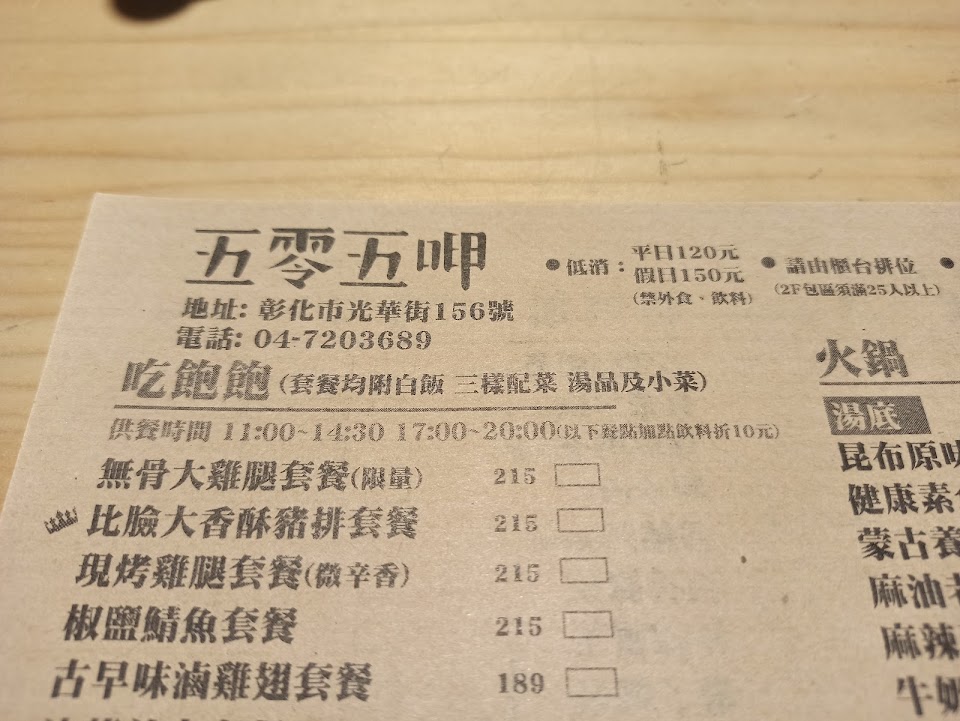 五零五呷
地址: 彰化市光華街156號
電話: 04-7203689
●低消：平日120元
假日150元
(禁外食、飲料)
●請由櫃台排位
(2F包區須滿25人以上)
●
吃飽飽(套餐均附白飯 三樣配菜 湯品及小菜)
供餐時間 11:00~14:30 17:00~20:00(以下餐點加點飲料折10元)
無骨大雞腿套餐(限量) 215
比臉大香酥豬排套餐 215
現烤雞腿套餐(微辛香) 215
椒鹽鯖魚套餐 215
古早味滷雞翅套餐 189
火鍋
湯底
昆布原味
健康素
蒙古養
麻油
麻辣
牛奶